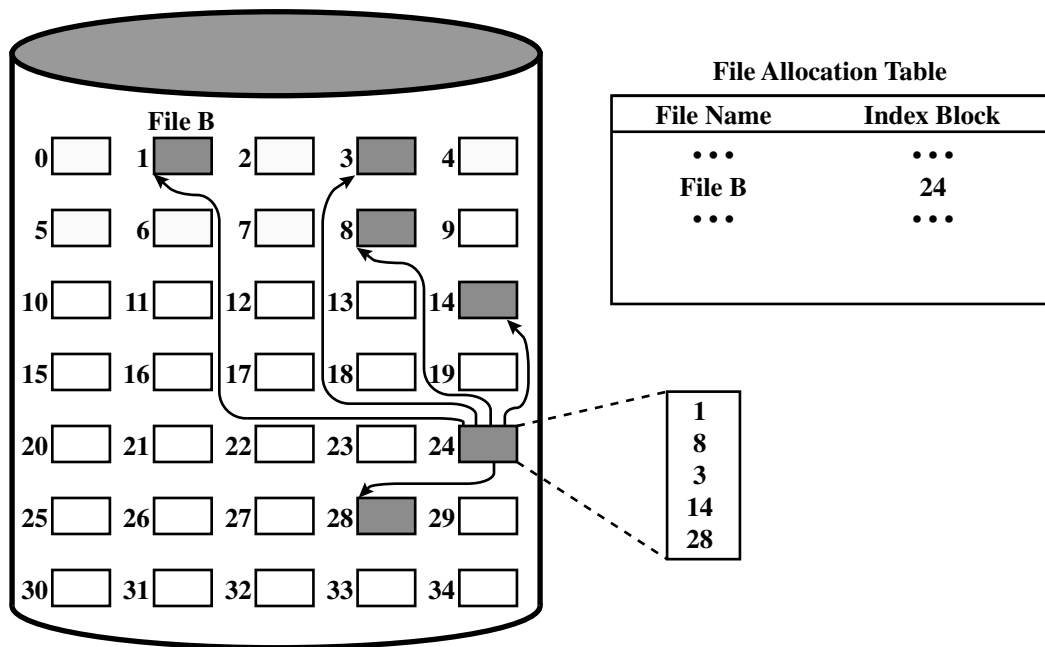 File Allocation Table
File Name Index Block
••• •••
File B 24
••• •••
File B
0 1 2 3 4
5 6 7 8 9
10 11 12 13 14
15 16 17 18 19
20 21 22 23 24
25 26 27 28 29
30 31 32 33 34
1
8
3
14
28